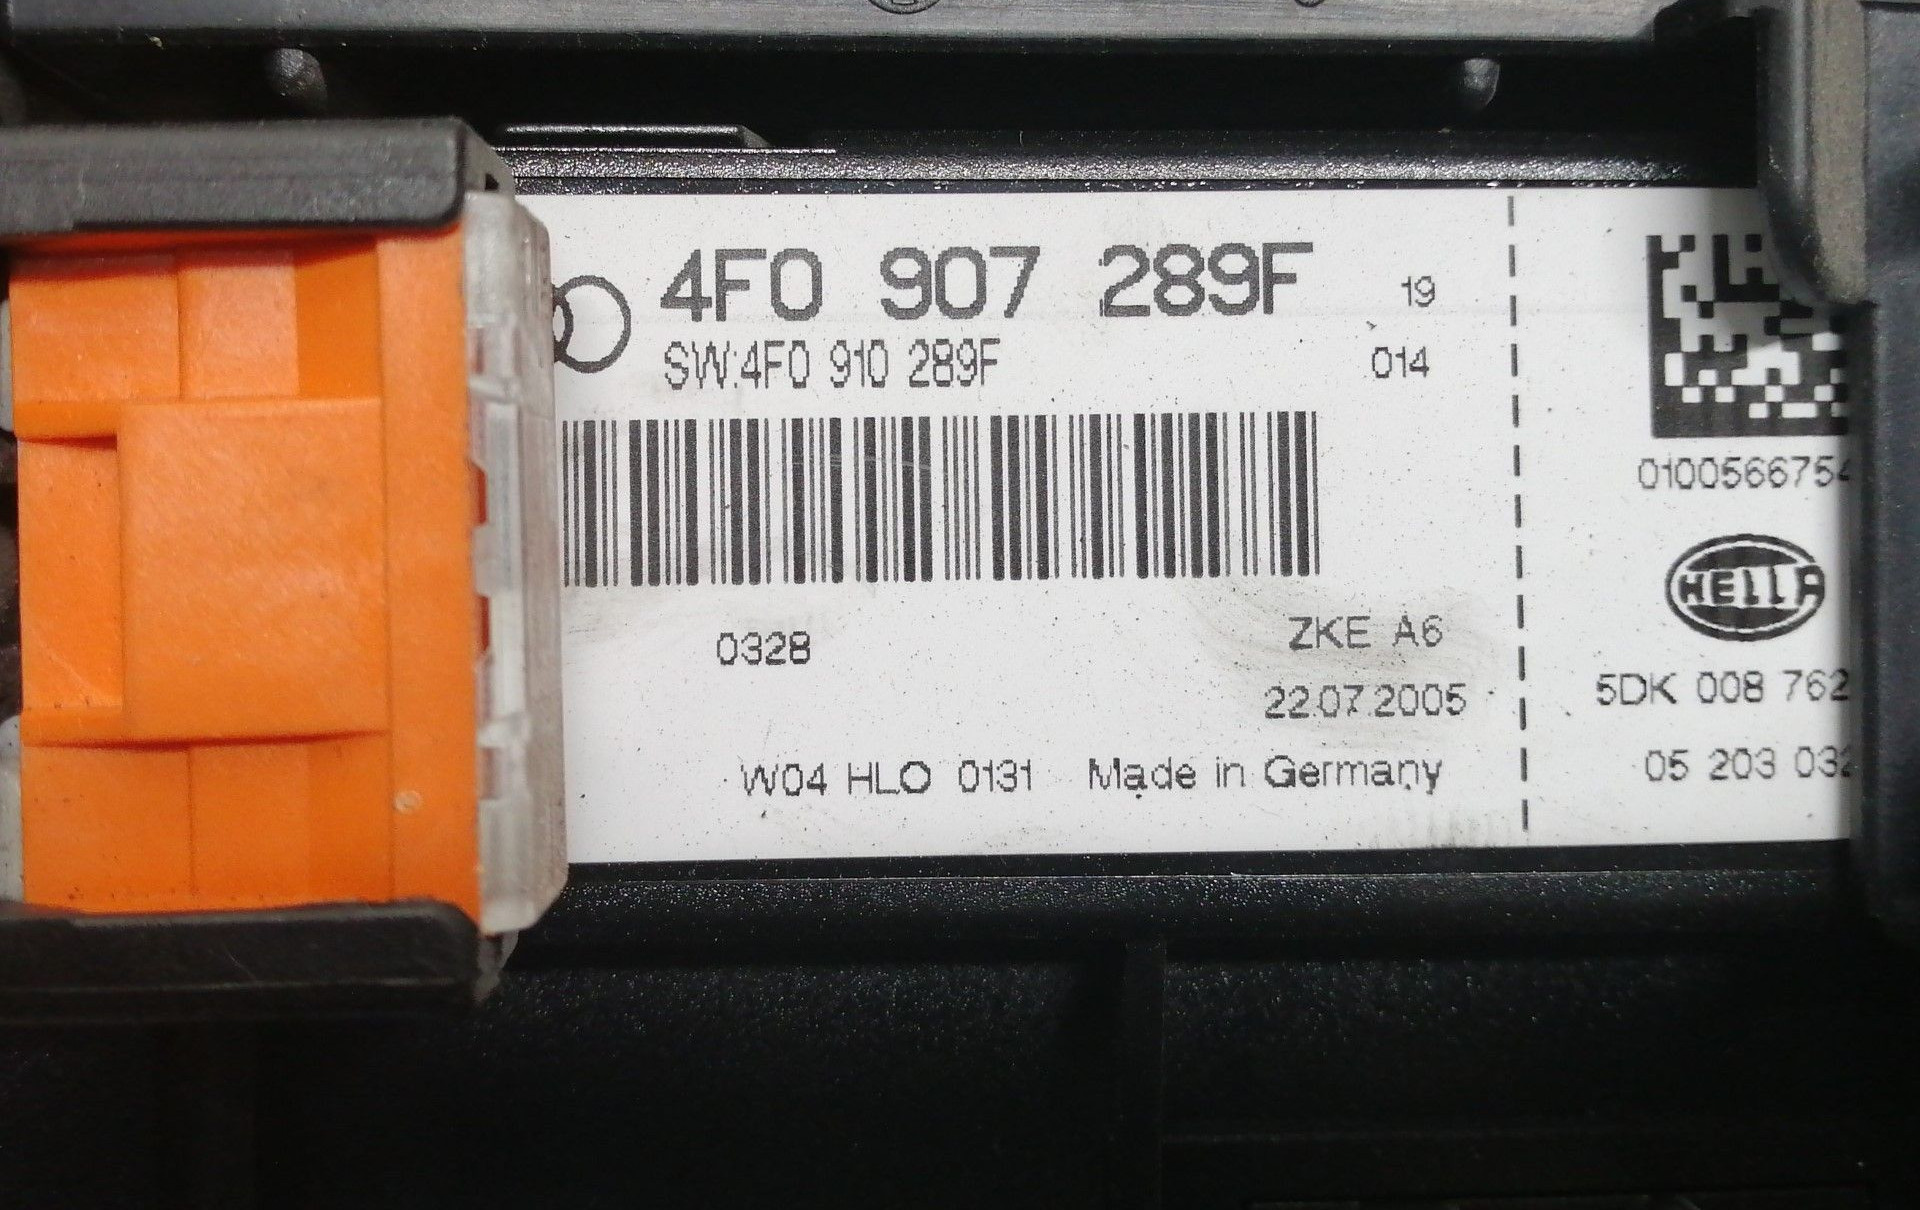 4F0 907 289F 19
SW:4F0 910 289F 014
0328
ZKE A6
22.07.2005
W04 HLO 0131 Made in Germany
0100566754
HELLA
5DK 008 762
05 203 032